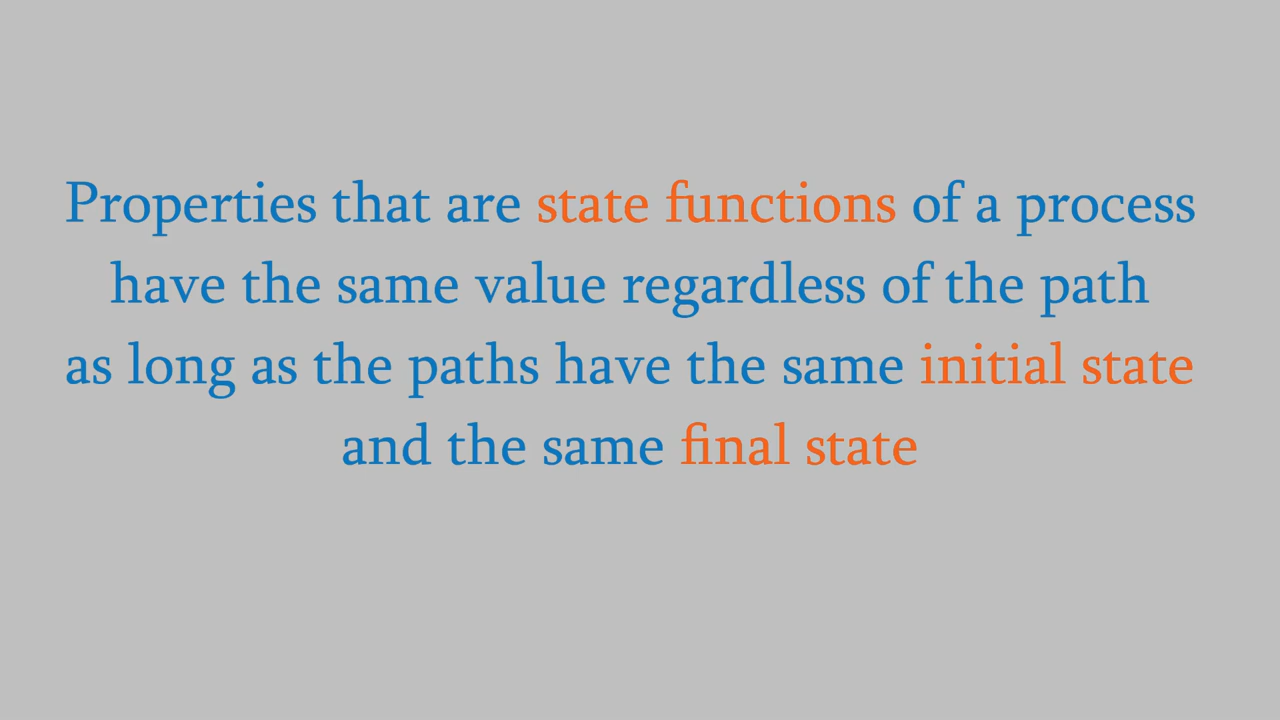 Properties that are state functions of a process
have the same value regardless of the path
as long as the paths have the same initial state
and the same final state